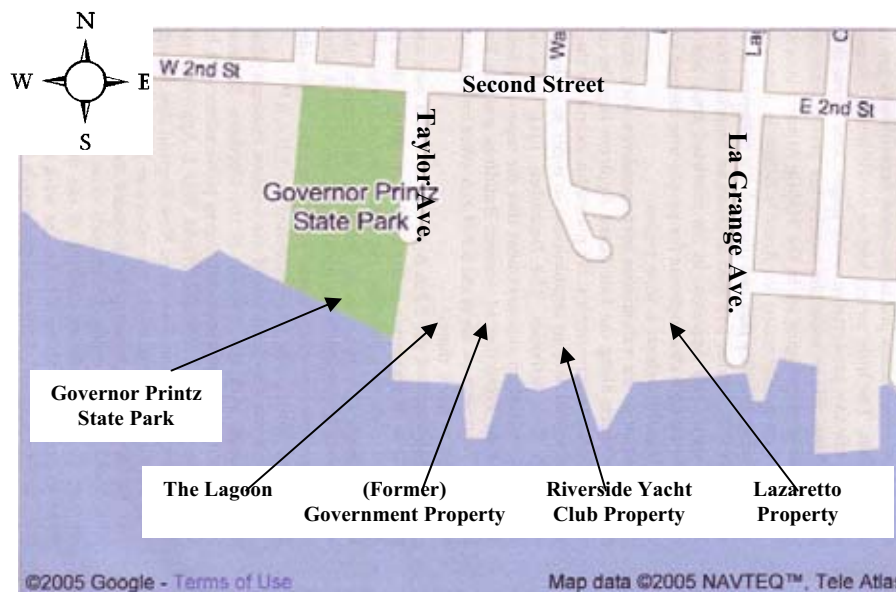 N
W E
S
Wa
Lar
C
W 2nd St
Second Street
E 2nd St
Taylor Ave.
La Grange Ave.
Governor Printz
State Park
Governor Printz
State Park
The Lagoon
(Former)
Government Property
Riverside Yacht
Club Property
Lazaretto
Property
©2005 Google - Terms of Use
Map data ©2005 NAVTEQ™, Tele Atlas